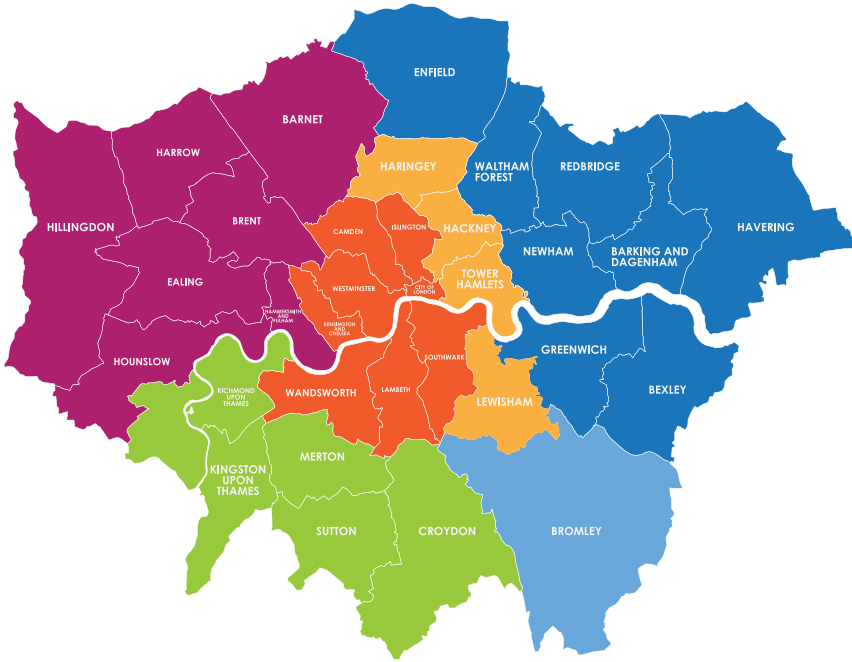 ENFIELD
BARNET
HARROW
HARINGEY
WALTHAM
FOREST
REDBRIDGE
HILLINGDON
BRENT
CAMDEN
ISLINGTON
HACKNEY
HAVERING
NEWHAM
BARKING AND
DAGENHAM
EALING
WESTMINSTER
CITY OF
LONDON
TOWER
HAMLETS
HAMMERSMITH
AND
FULHAM
KENSINGTON
AND
CHELSEA
HOUNSLOW
GREENWICH
SOUTHWARK
RICHMOND
UPON
THAMES
WANDSWORTH
LAMBETH
BEXLEY
LEWISHAM
MERTON
KINGSTON
UPON
THAMES
SUTTON
CROYDON
BROMLEY